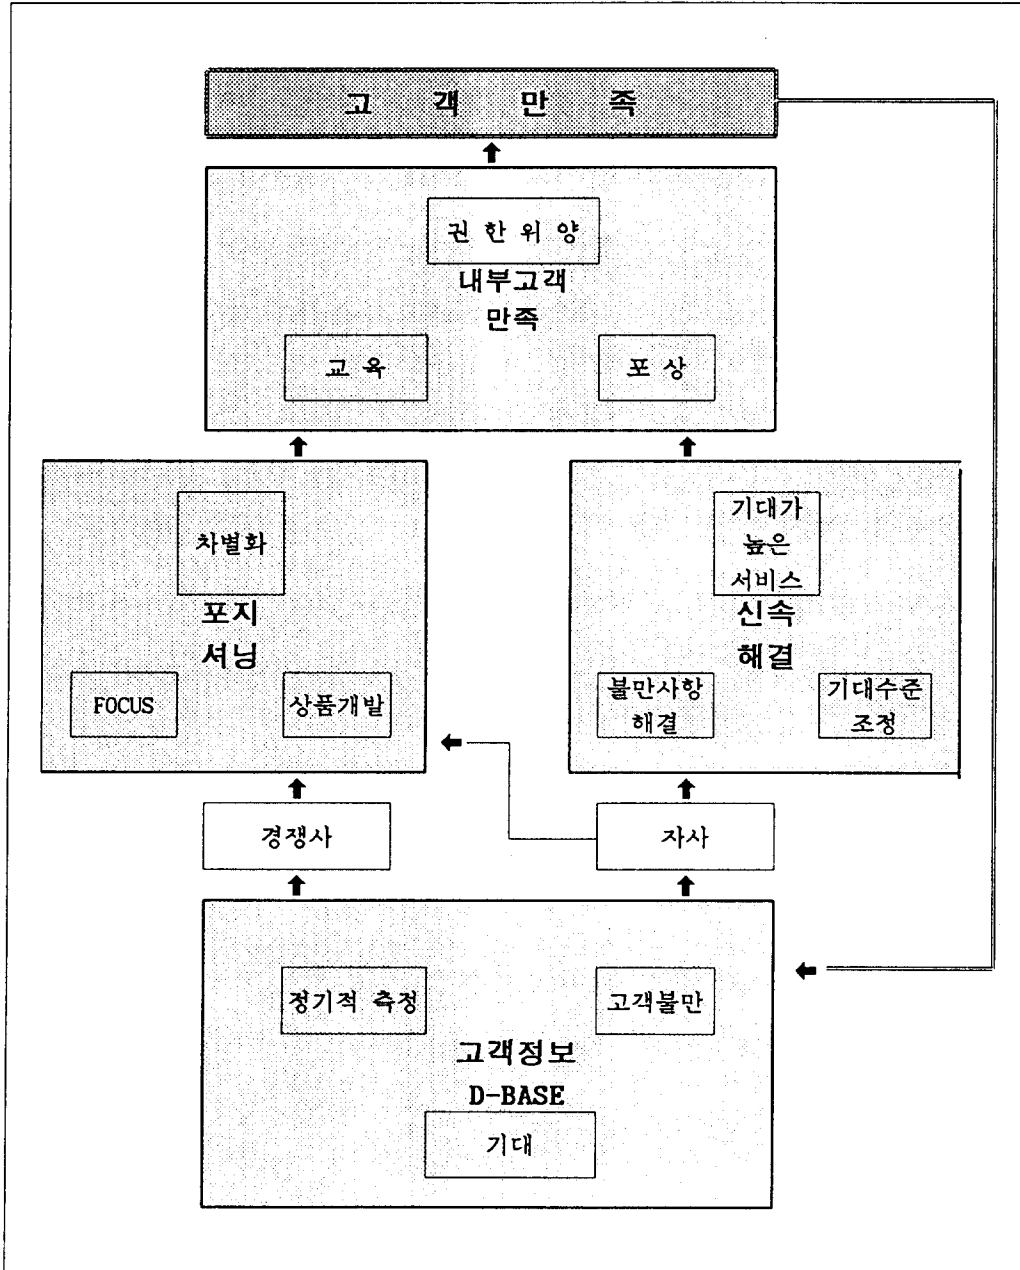 고 객 만 족
권 한 위 양
내부고객
만족
교 육
포 상
차별화
포지
셔닝
FOCUS
상품개발
기대가
높은
서비스
신속
해결
불만사항
해결
기대수준
조정
경쟁사
자사
정기적 측정
고객불만
고객정보
D-BASE
기대